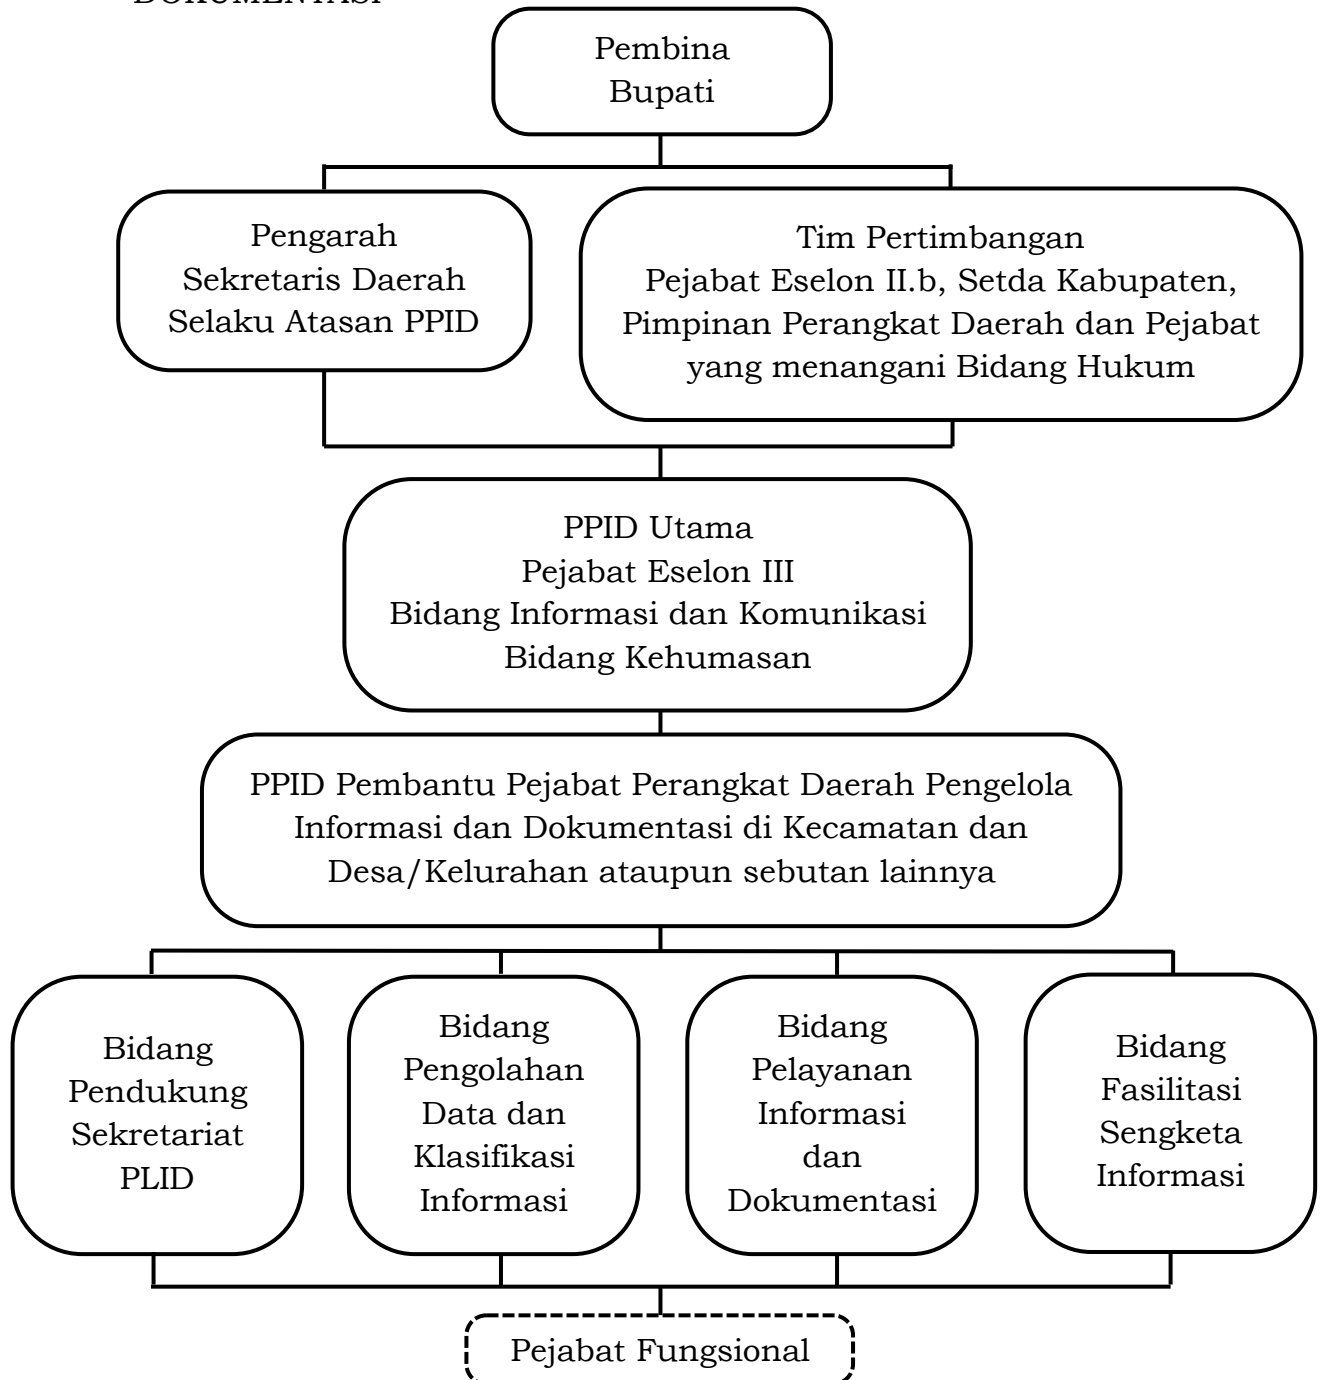 DOKUMENTASI
Pembina
Bupati
Pengarah
Sekretaris Daerah
Selaku Atasan PPID
Tim Pertimbangan
Pejabat Eselon II.b, Setda Kabupaten,
Pimpinan Perangkat Daerah dan Pejabat
yang menangani Bidang Hukum
PPID Utama
Pejabat Eselon III
Bidang Informasi dan Komunikasi
Bidang Kehumasan
PPID Pembantu Pejabat Perangkat Daerah Pengelola
Informasi dan Dokumentasi di Kecamatan dan
Desa/Kelurahan ataupun sebutan lainnya
Bidang
Pendukung
Sekretariat
PLID
Bidang
Pengolahan
Data dan
Klasifikasi
Informasi
Bidang
Pelayanan
Informasi
dan
Dokumentasi
Bidang
Fasilitasi
Sengketa
Informasi
Pejabat Fungsional